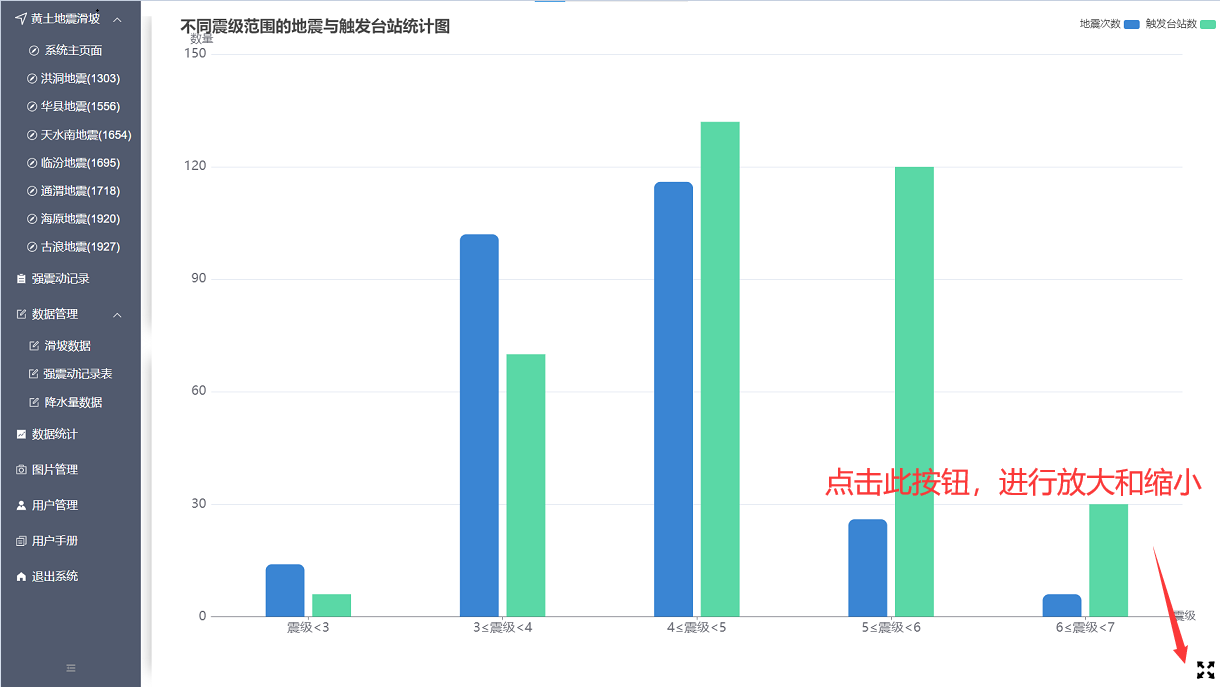 黄土地震滑坡
系统主页面
洪洞地震(1303)
华县地震(1556)
天水南地震(1654)
临汾地震(1695)
通渭地震(1718)
海原地震(1920)
古浪地震(1927)
强震动记录
数据管理
滑坡数据
强震动记录表
降水量数据
数据统计
图片管理
用户管理
用户手册
退出系统
不同震级范围的地震与触发台站统计图
地震次数 触发台站数
数量
150
120
90
60
30
0
点击此按钮，进行放大和缩小
震级<3 3≤震级<4 4≤震级<5 5≤震级<6 6≤震级<7
震级